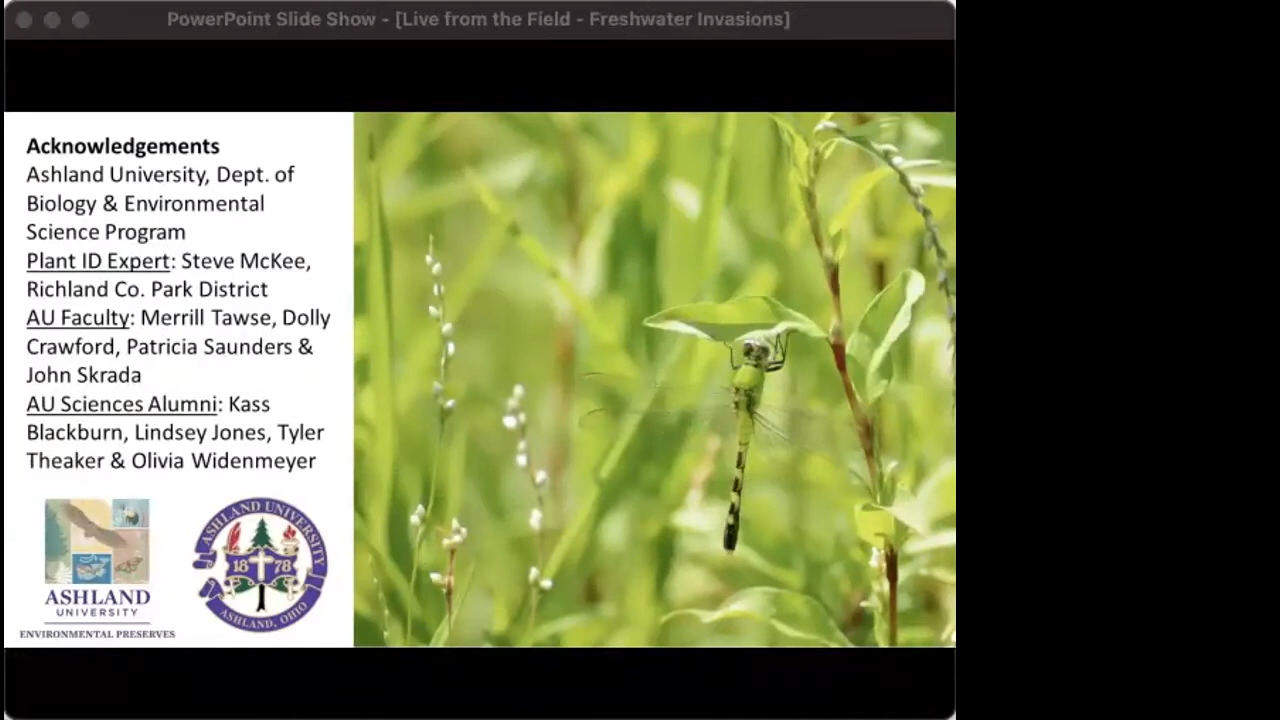 PowerPoint Slide Show - [Live from the Field - Freshwater Invasions]
Acknowledgements
Ashland University, Dept. of
Biology & Environmental
Science Program
Plant ID Expert: Steve McKee,
Richland Co. Park District
AU Faculty: Merrill Tawse, Dolly
Crawford, Patricia Saunders &
John Skrada
AU Sciences Alumni: Kass
Blackburn, Lindsey Jones, Tyler
Theaker & Olivia Widenmeyer
ASHLAND
UNIVERSITY
ENVIRONMENTAL PRESERVES
ASHLAND UNIVERSITY
18 78
ASHLAND, OHIO